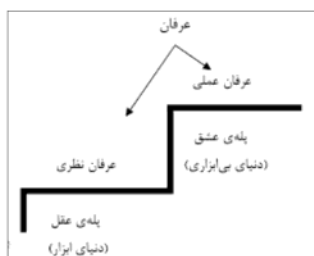 عرفان
عرفان عملی
پله‌ی عشق
(دنیای بی‌ابزاری)
عرفان نظری
پله‌ی عقل
(دنیای ابزار)